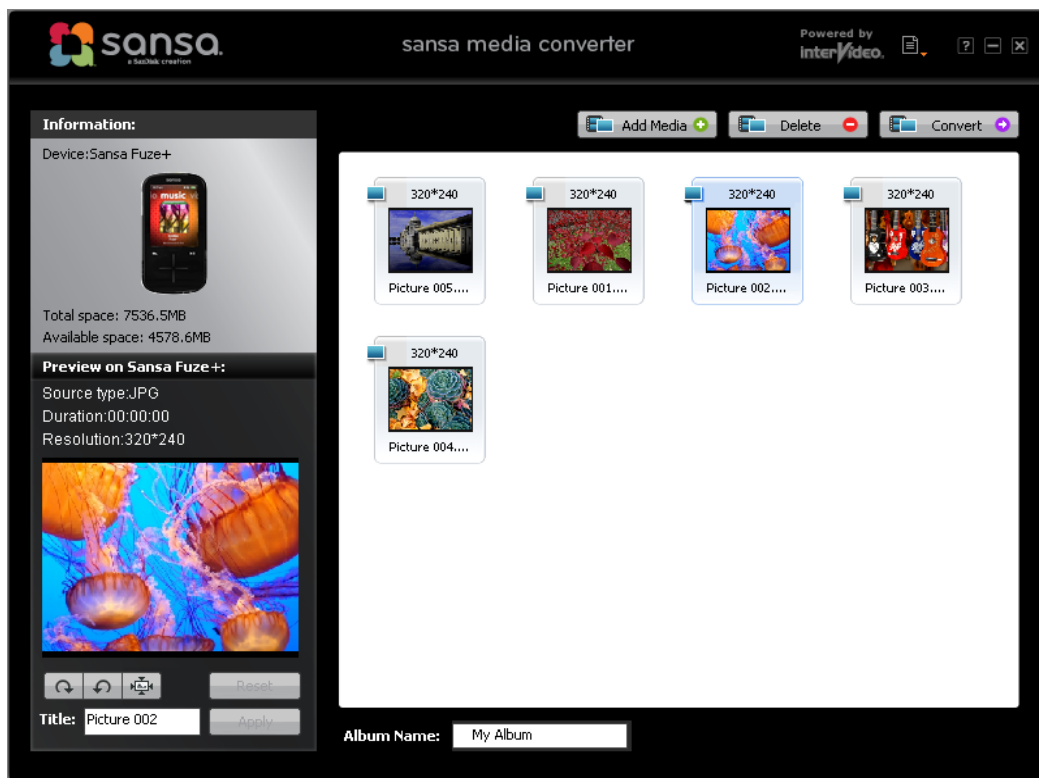 sansa.
a SanDisk creation
sansa media converter
Powered by
InterVideo.
?
Information:
Device:Sansa Fuze+
music
Total space: 7536.5MB
Available space: 4578.6MB
Preview on Sansa Fuze+:
Source type:JPG
Duration:00:00:00
Resolution:320*240
Reset
Title: Picture 002
Apply
Add Media
Delete
Convert
320*240
Picture 005....
320*240
Picture 001....
320*240
Picture 002....
320*240
Picture 003....
320*240
Picture 004....
Album Name: My Album